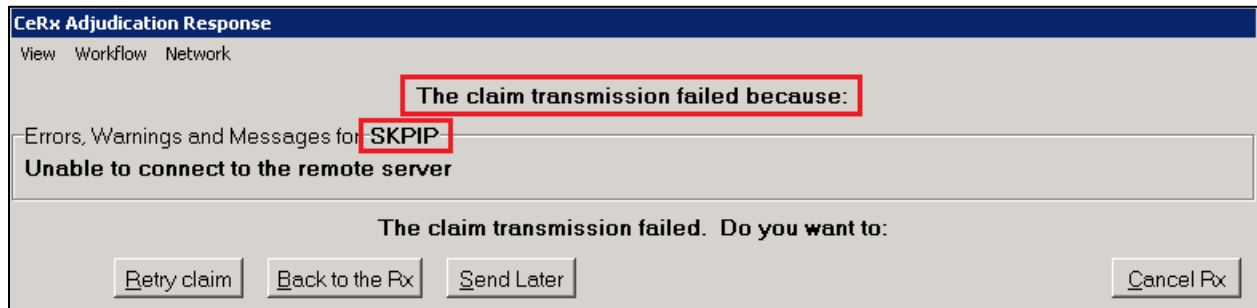 CeRx Adjudication Response
View Workflow Network
The claim transmission failed because:
Errors, Warnings and Messages for SKPIP
Unable to connect to the remote server
The claim transmission failed. Do you want to:
Retry claim Back to the Rx Send Later Cancel Rx